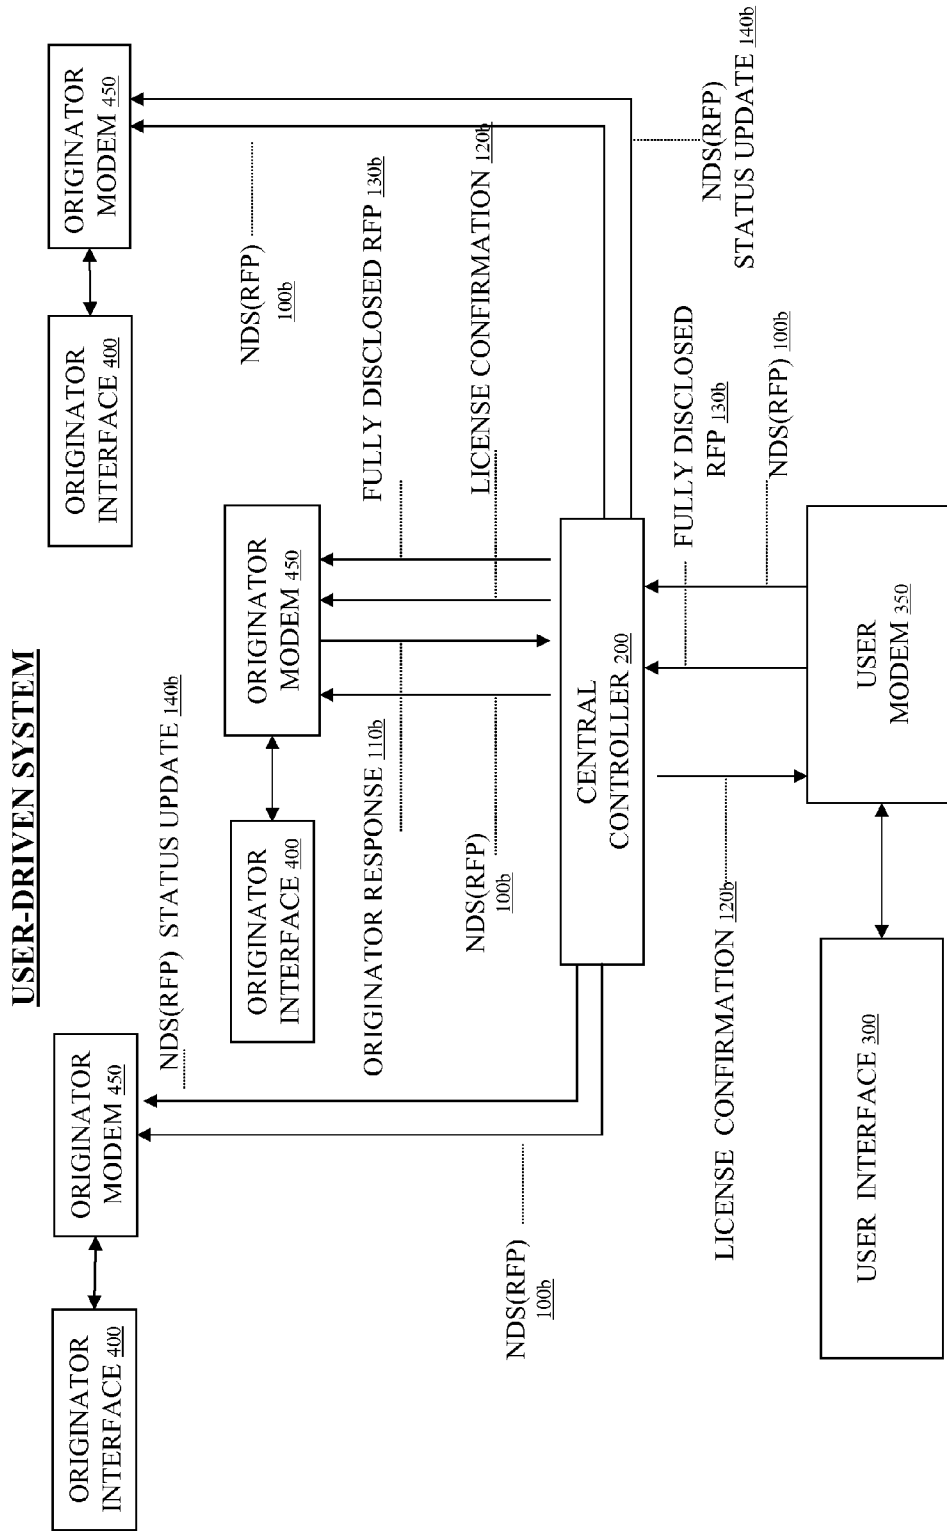 USER-DRIVEN SYSTEM
ORIGINATOR
INTERFACE 400
ORIGINATOR
MODEM 450
NDS(RFP) STATUS UPDATE 140b
ORIGINATOR
INTERFACE 400
ORIGINATOR
MODEM 450
ORIGINATOR
INTERFACE 400
ORIGINATOR
MODEM 450
NDS(RFP)
100b
FULLY DISCLOSED RFP 130b
ORIGINATOR RESPONSE 110b
LICENSE CONFIRMATION 120b
NDS(RFP)
100b
NDS(RFP)
100b
CENTRAL
CONTROLLER 200
NDS(RFP)
STATUS UPDATE 140b
FULLY DISCLOSED
RFP 130b
LICENSE CONFIRMATION 120b
NDS(RFP) 100b
USER INTERFACE 300
USER
MODEM 350